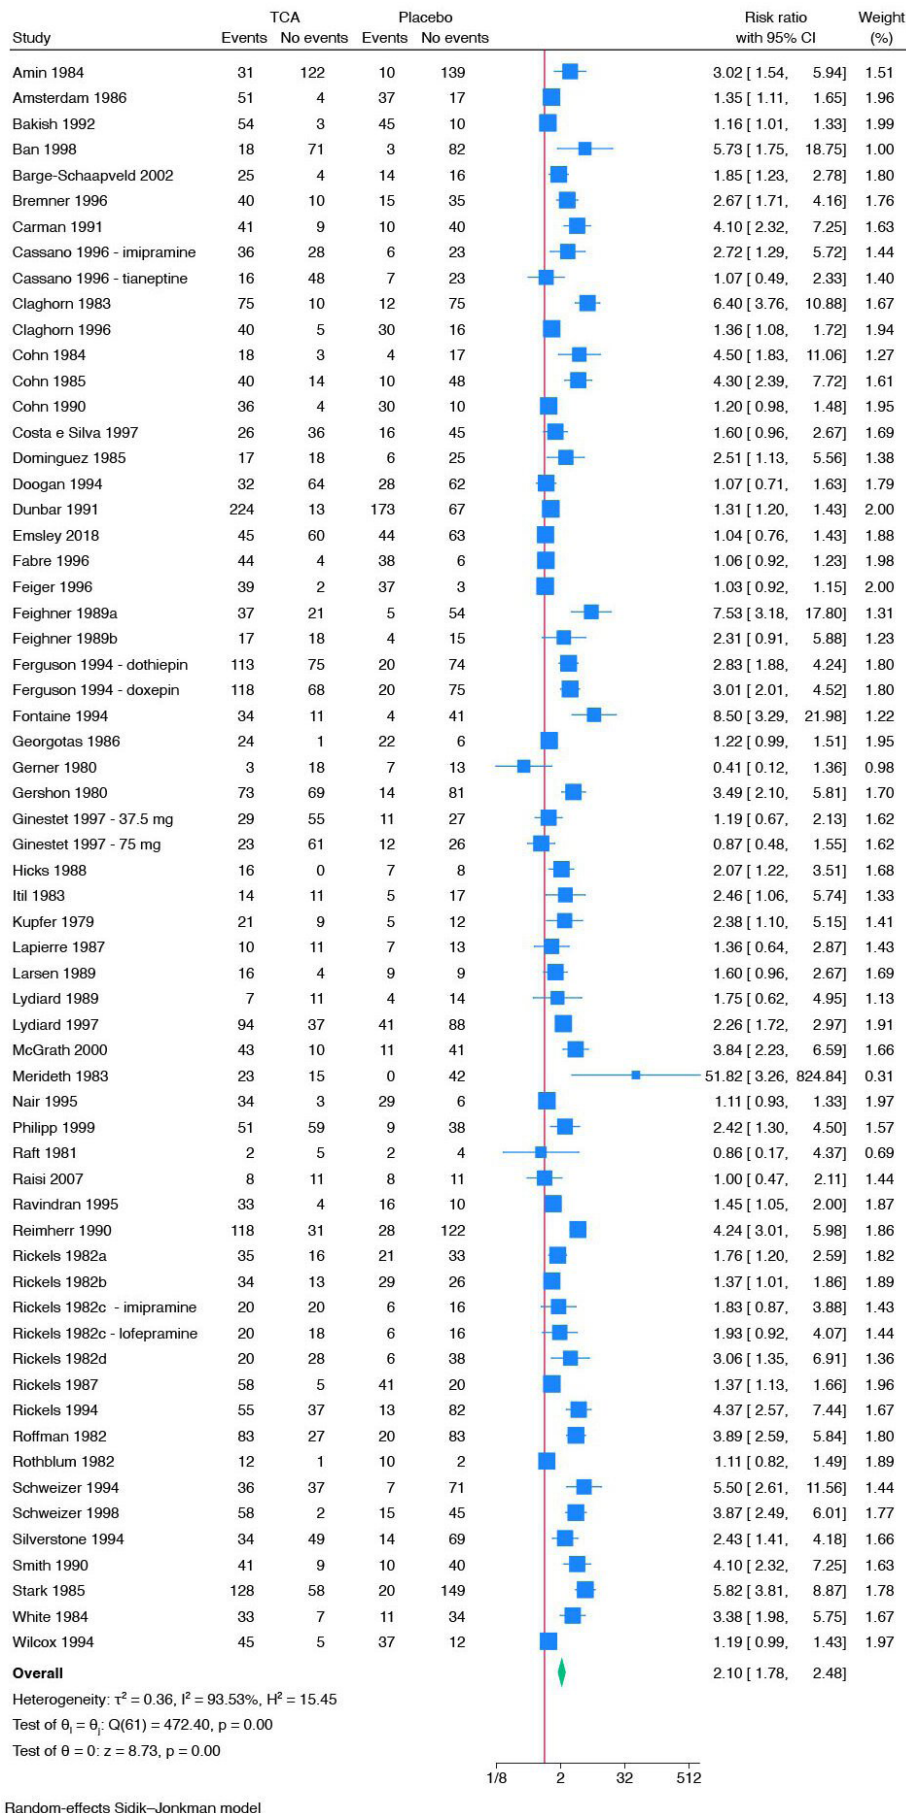 TCA Placebo Risk ratio Weight
Study Events No events Events No events with 95% CI (%)
Amin 1984 31 122 10 139 3.02 [ 1.54, 5.94] 1.51
Amsterdam 1986 51 4 37 17 1.35 [ 1.11, 1.65] 1.96
Bakish 1992 54 3 45 10 1.16 [ 1.01, 1.33] 1.99
Ban 1998 18 71 3 82 5.73 [ 1.75, 18.75] 1.00
Barge-Schaapveld 2002 25 4 14 16 1.85 [ 1.23, 2.78] 1.80
Bremner 1996 40 10 15 35 2.67 [ 1.71, 4.16] 1.76
Carman 1991 41 9 10 40 4.10 [ 2.32, 7.25] 1.63
Cassano 1996 - imipramine 36 28 6 23 2.72 [ 1.29, 5.72] 1.44
Cassano 1996 - tianeptine 16 48 7 23 1.07 [ 0.49, 2.33] 1.40
Claghorn 1983 75 10 12 75 6.40 [ 3.76, 10.88] 1.67
Claghorn 1996 40 5 30 16 1.36 [ 1.08, 1.72] 1.94
Cohn 1984 18 3 4 17 4.50 [ 1.83, 11.06] 1.27
Cohn 1985 40 14 10 48 4.30 [ 2.39, 7.72] 1.61
Cohn 1990 36 4 30 10 1.20 [ 0.98, 1.48] 1.95
Costa e Silva 1997 26 36 16 45 1.60 [ 0.96, 2.67] 1.69
Dominguez 1985 17 18 6 25 2.51 [ 1.13, 5.56] 1.38
Doogan 1994 32 64 28 62 1.07 [ 0.71, 1.63] 1.79
Dunbar 1991 224 13 173 67 1.31 [ 1.20, 1.43] 2.00
Emsley 2018 45 60 44 63 1.04 [ 0.76, 1.43] 1.88
Fabre 1996 44 4 38 6 1.06 [ 0.92, 1.23] 1.98
Feiger 1996 39 2 37 3 1.03 [ 0.92, 1.15] 2.00
Feighner 1989a 37 21 5 54 7.53 [ 3.18, 17.80] 1.31
Feighner 1989b 17 18 4 15 2.31 [ 0.91, 5.88] 1.23
Ferguson 1994 - dothiepin 113 75 20 74 2.83 [ 1.88, 4.24] 1.80
Ferguson 1994 - doxepin 118 68 20 75 3.01 [ 2.01, 4.52] 1.80
Fontaine 1994 34 11 4 41 8.50 [ 3.29, 21.98] 1.22
Georgotas 1986 24 1 22 6 1.22 [ 0.99, 1.51] 1.95
Gerner 1980 3 18 7 13 0.41 [ 0.12, 1.36] 0.98
Gershon 1980 73 69 14 81 3.49 [ 2.10, 5.81] 1.70
Ginestet 1997 - 37.5 mg 29 55 11 27 1.19 [ 0.67, 2.13] 1.62
Ginestet 1997 - 75 mg 23 61 12 26 0.87 [ 0.48, 1.55] 1.62
Hicks 1988 16 0 7 8 2.07 [ 1.22, 3.51] 1.68
Itil 1983 14 11 5 17 2.46 [ 1.06, 5.74] 1.33
Kupfer 1979 21 9 5 12 2.38 [ 1.10, 5.15] 1.41
Lapierre 1987 10 11 7 13 1.36 [ 0.64, 2.87] 1.43
Larsen 1989 16 4 9 9 1.60 [ 0.96, 2.67] 1.69
Lydiard 1989 7 11 4 14 1.75 [ 0.62, 4.95] 1.13
Lydiard 1997 94 37 41 88 2.26 [ 1.72, 2.97] 1.91
McGrath 2000 43 10 11 41 3.84 [ 2.23, 6.59] 1.66
Merideth 1983 23 15 0 42 51.82 [ 3.26, 824.84] 0.31
Nair 1995 34 3 29 6 1.11 [ 0.93, 1.33] 1.97
Philipp 1999 51 59 9 38 2.42 [ 1.30, 4.50] 1.57
Raft 1981 2 5 2 4 0.86 [ 0.17, 4.37] 0.69
Raisi 2007 8 11 8 11 1.00 [ 0.47, 2.11] 1.44
Ravindran 1995 33 4 16 10 1.45 [ 1.05, 2.00] 1.87
Reimherr 1990 118 31 28 122 4.24 [ 3.01, 5.98] 1.86
Rickels 1982a 35 16 21 33 1.76 [ 1.20, 2.59] 1.82
Rickels 1982b 34 13 29 26 1.37 [ 1.01, 1.86] 1.89
Rickels 1982c - imipramine 20 20 6 16 1.83 [ 0.87, 3.88] 1.43
Rickels 1982c - lofepramine 20 18 6 16 1.93 [ 0.92, 4.07] 1.44
Rickels 1982d 20 28 6 38 3.06 [ 1.35, 6.91] 1.36
Rickels 1987 58 5 41 20 1.37 [ 1.13, 1.66] 1.96
Rickels 1994 55 37 13 82 4.37 [ 2.57, 7.44] 1.67
Roffman 1982 83 27 20 83 3.89 [ 2.59, 5.84] 1.80
Rothblum 1982 12 1 10 2 1.11 [ 0.82, 1.49] 1.89
Schweizer 1994 36 37 7 71 5.50 [ 2.61, 11.56] 1.44
Schweizer 1998 58 2 15 45 3.87 [ 2.49, 6.01] 1.77
Silverstone 1994 34 49 14 69 2.43 [ 1.41, 4.18] 1.66
Smith 1990 41 9 10 40 4.10 [ 2.32, 7.25] 1.63
Stark 1985 128 58 20 149 5.82 [ 3.81, 8.87] 1.78
White 1984 33 7 11 34 3.38 [ 1.98, 5.75] 1.67
Wilcox 1994 45 5 37 12 1.19 [ 0.99, 1.43] 1.97
Overall 2.10 [ 1.78, 2.48]
Heterogeneity: τ² = 0.36, I² = 93.53%, H² = 15.45
Test of θᵢ = θⱼ: Q(61) = 472.40, p = 0.00
Test of θ = 0: z = 8.73, p = 0.00
1/8 2 32 512
Random-effects Sidik–Jonkman model